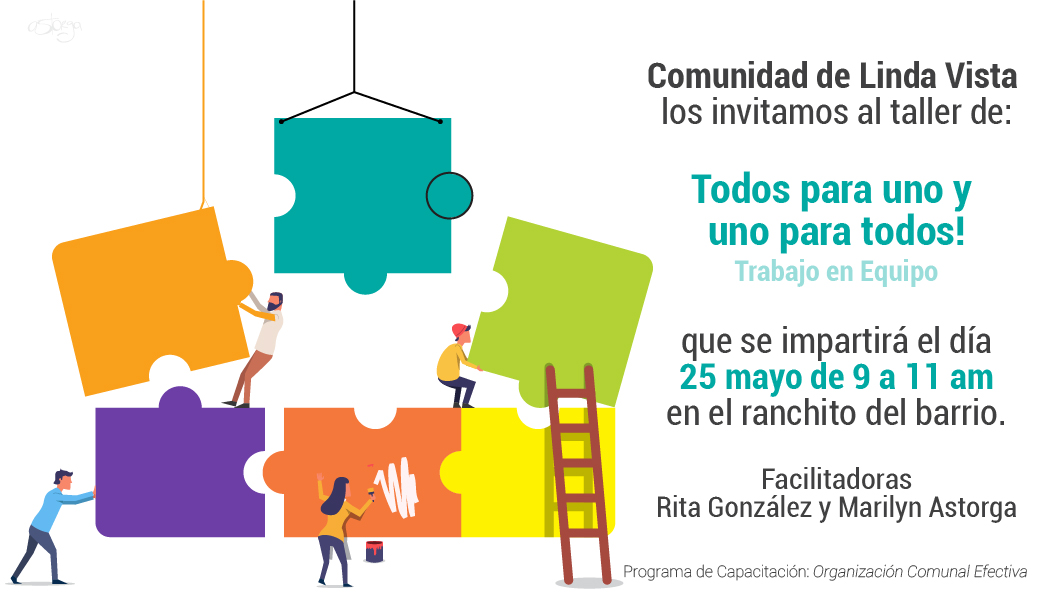 Comunidad de Linda Vista
los invitamos al taller de:
Todos para uno y
uno para todos!
Trabajo en Equipo
que se impartirá el día
25 mayo de 9 a 11 am
en el ranchito del barrio.
Facilitadoras
Rita González y Marilyn Astorga
Programa de Capacitación: Organización Comunal Efectiva